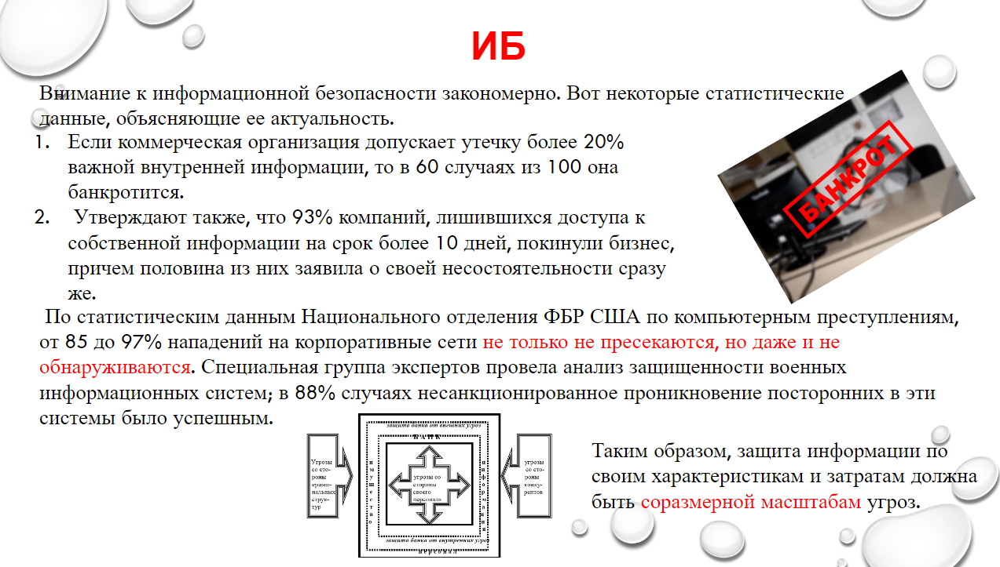 ИБ
Внимание к информационной безопасности закономерно. Вот некоторые статистические
данные, объясняющие ее актуальность.
1. Если коммерческая организация допускает утечку более 20%
важной внутренней информации, то в 60 случаях из 100 она
банкротится.
2. Утверждают также, что 93% компаний, лишившихся доступа к
собственной информации на срок более 10 дней, покинули бизнес,
причем половина из них заявила о своей несостоятельности сразу
же.
БАНКРОТ
По статистическим данным Национального отделения ФБР США по компьютерным преступлениям,
от 85 до 97% нападений на корпоративные сети не только не пресекаются, но даже и не
обнаруживаются. Специальная группа экспертов провела анализ защищенности военных
информационных систем; в 88% случаях несанкционированное проникновение посторонних в эти
системы было успешным.
Угрозы
со сто-
роны
крими-
нальных
струк-
тур
защита банка от внешних угроз
БАНК
имущество
угрозы со
стороны
своего
персонала
информация
защита банка от внутренних угроз
персонал
угрозы
со сто-
роны
конку-
рентов
Таким образом, защита информации по
своим характеристикам и затратам должна
быть соразмерной масштабам угроз.